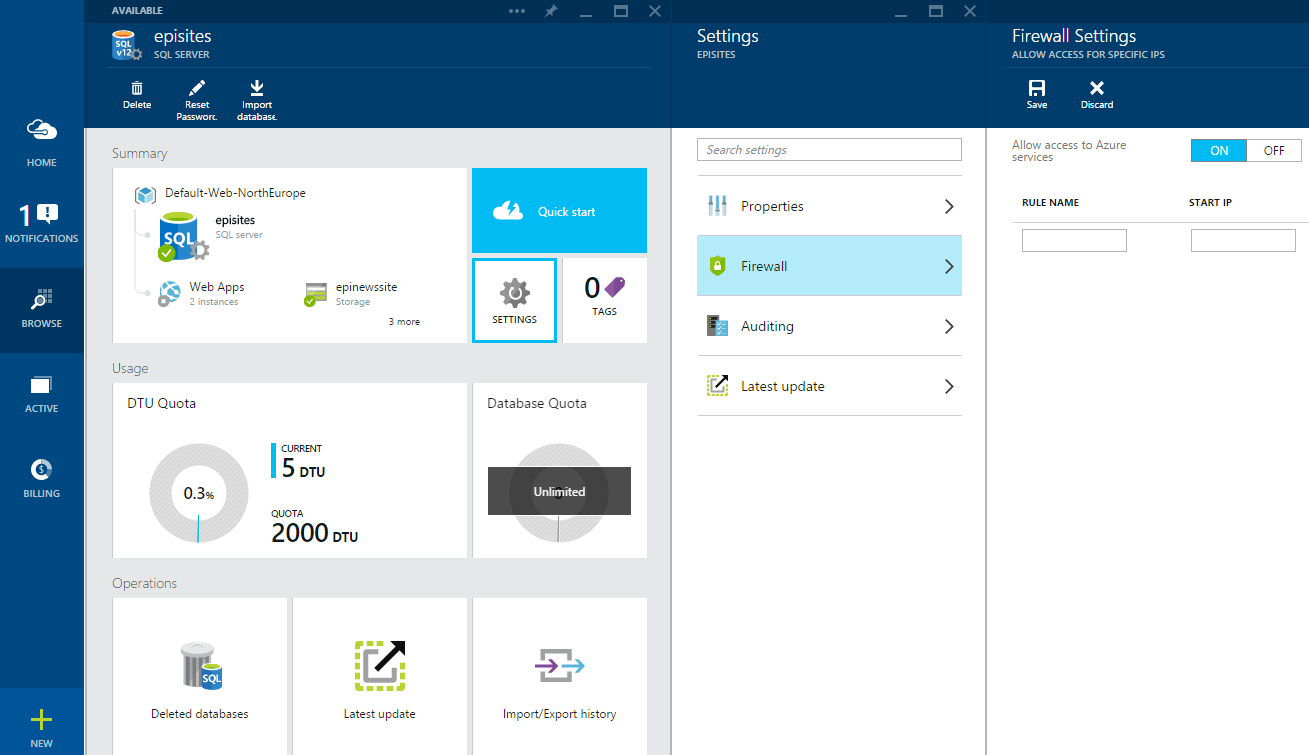 HOME
1
NOTIFICATIONS
BROWSE
ACTIVE
BILLING
NEW
AVAILABLE
SQL
v12
episites
SQL SERVER
Delete
Reset
Passworc
Import
database
Summary
Default-Web-NorthEurope
SQL
episites
SQL server
Web Apps
2 instances
epinewssite
Storage
3 more
Quick start
SETTINGS
0
TAGS
Usage
DTU Quota
0.3%
CURRENT
5 DTU
QUOTA
2000 DTU
Database Quota
Unlimited
Operations
SQL
Deleted databases
Latest update
Import/Export history
Settings
EPISITES
Search settings
Properties
Firewall
Auditing
Latest update
Firewall Settings
ALLOW ACCESS FOR SPECIFIC IPS
Save
Discard
Allow access to Azure
services
ON
OFF
RULE NAME
START IP